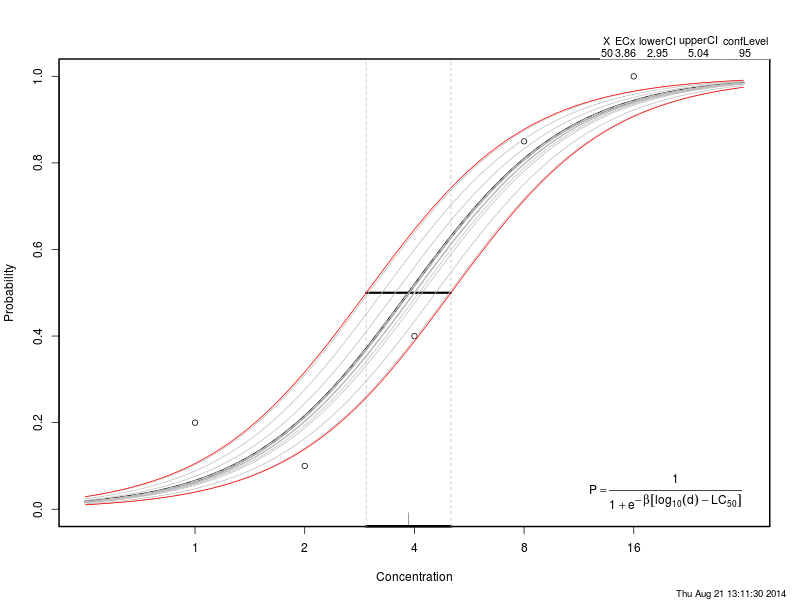 X ECx lowerCI upperCI confLevel
50 3.86 2.95 5.04 95
1.0
0.8
0.6
0.4
0.2
0.0
Probability
P = 1 / 1 + e^−β[log₁₀(d) − LC₅₀]
1 2 4 8 16
Concentration
Thu Aug 21 13:11:30 2014